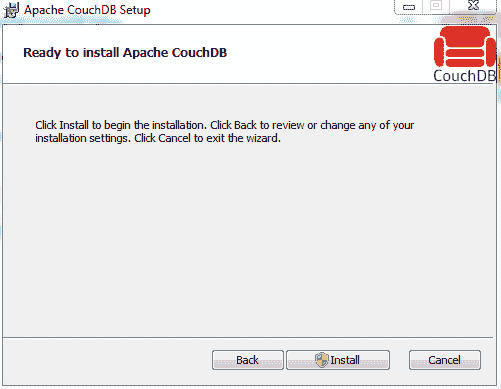 Apache CouchDB Setup
Ready to install Apache CouchDB
CouchDB
Click Install to begin the installation. Click Back to review or change any of your
installation settings. Click Cancel to exit the wizard.
Back
Install
Cancel